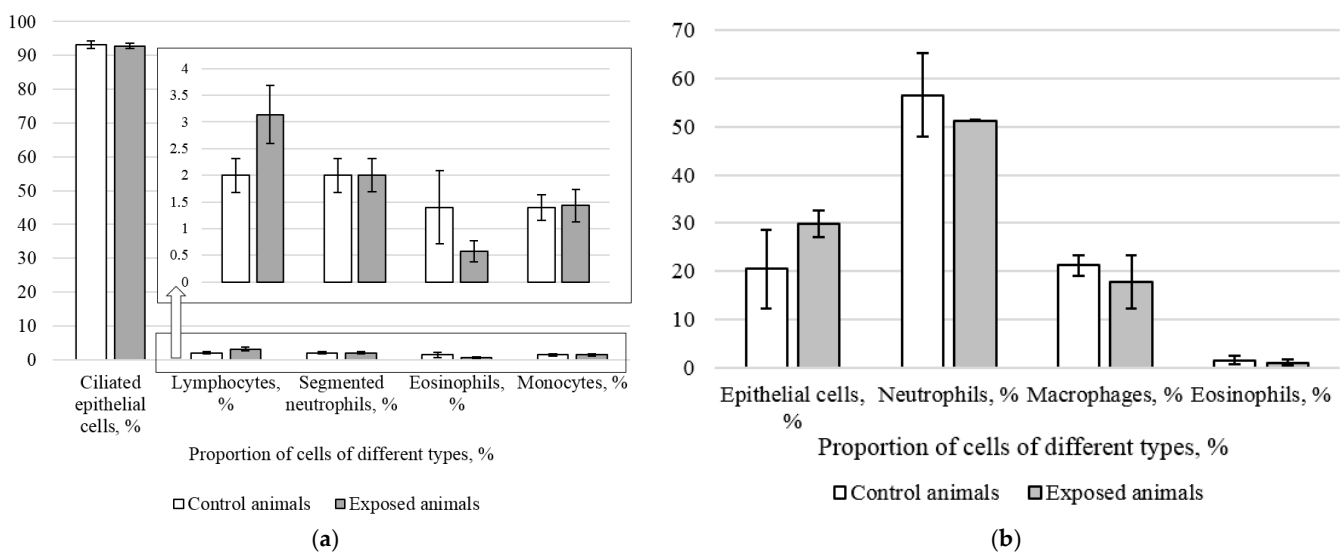 100
90
80
70
60
50
40
30
20
10
0
4
3.5
3
2.5
2
1.5
1
0.5
0
Ciliated
epithelial
cells, %
Lymphocytes,
%
Segmented
neutrophils, %
Eosinophils,
%
Monocytes, %
Proportion of cells of different types, %
Control animals
Exposed animals
(a)
70
60
50
40
30
20
10
0
Epithelial cells,
%
Neutrophils, %
Macrophages, %
Eosinophils, %
Proportion of cells of different types, %
Control animals
Exposed animals
(b)